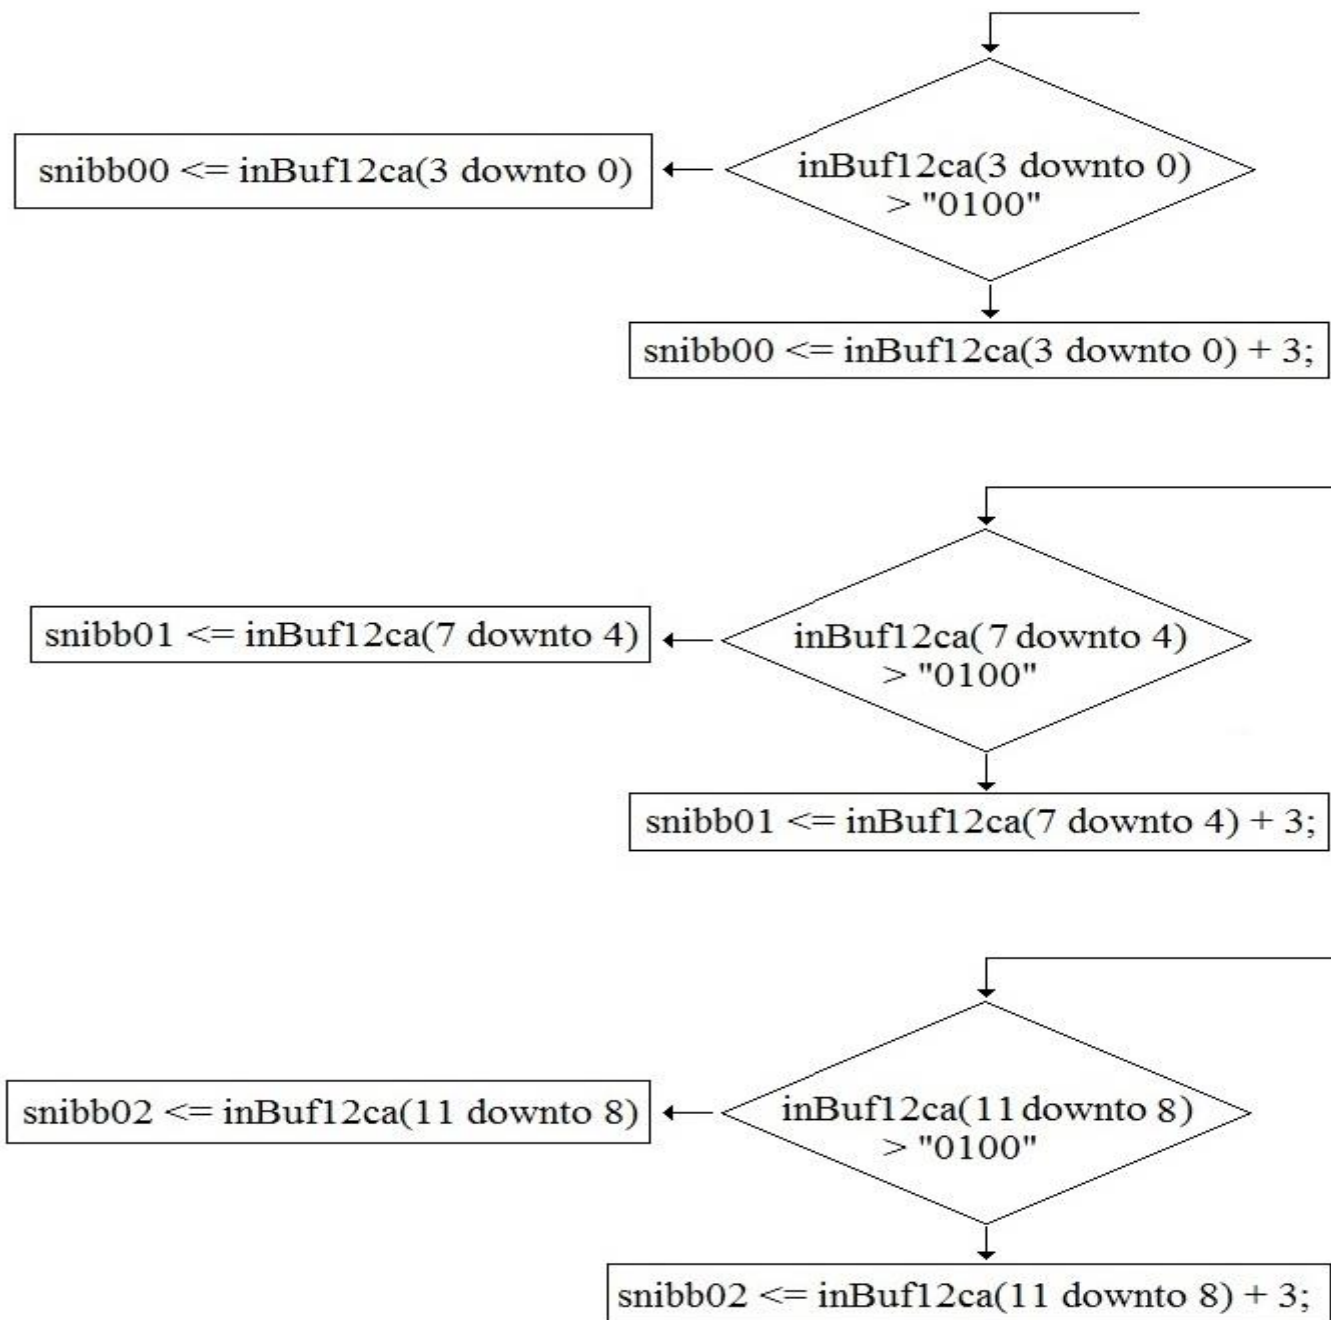 snibb00 <= inBuf12ca(3 downto 0)
inBuf12ca(3 downto 0)
> "0100"
snibb00 <= inBuf12ca(3 downto 0) + 3;
snibb01 <= inBuf12ca(7 downto 4)
inBuf12ca(7 downto 4)
> "0100"
snibb01 <= inBuf12ca(7 downto 4) + 3;
snibb02 <= inBuf12ca(11 downto 8)
inBuf12ca(11 downto 8)
> "0100"
snibb02 <= inBuf12ca(11 downto 8) + 3;